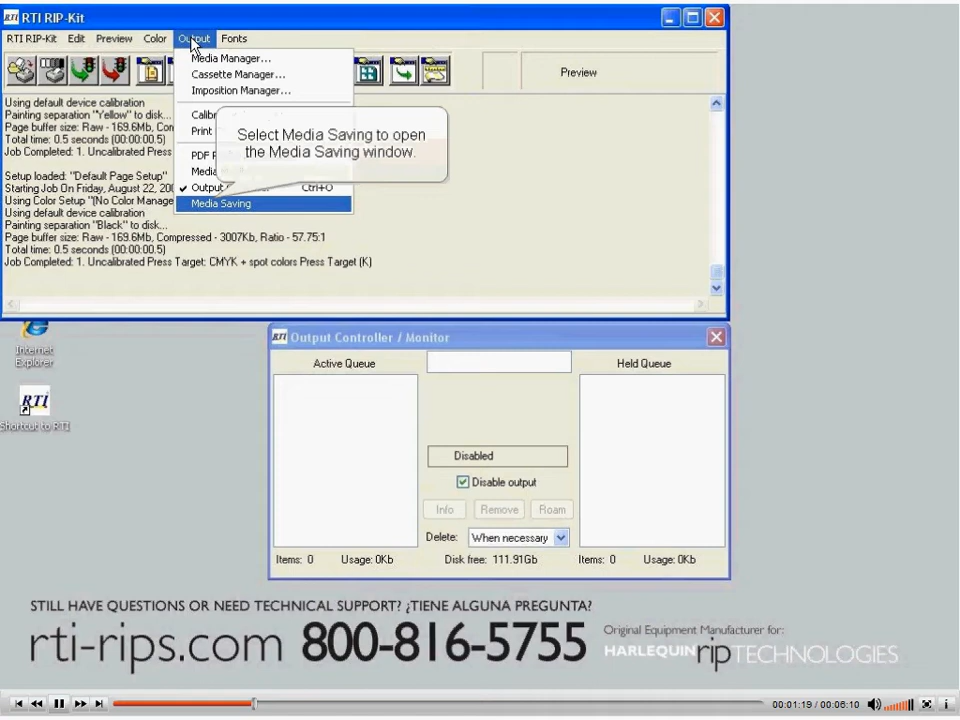 RTI RTI RIP-Kit
RTI RIP-Kit Edit Preview Color Output Fonts
Media Manager...
Cassette Manager...
Imposition Manager...
Print
Output
Ctrl+O
Media Saving
Select Media Saving to open
the Media Saving window.
Preview
Using default device calibration
Painting separation "Yellow" to disk...
Page buffer size: Raw - 169.6Mb,
Total time: 0.5 seconds (00:00:00.5)
Job Completed: 1. Uncalibrated Press
Setup loaded: "Default Page Setup"
Starting Job On Friday, August 22,
Using Color Setup "(No Color
Using default device calibration
Painting separation "Black" to disk...
Page buffer size: Raw - 169.6Mb, Compressed - 3007Kb, Ratio - 57.75:1
Total time: 0.5 seconds (00:00:00.5)
Job Completed: 1. Uncalibrated Press Target: CMYK + spot colors Press Target (K)
Internet
Explorer
RTI
Shortcut to RTI
RTI Output Controller / Monitor
Active Queue
Held Queue
Disabled
Disable output
Info Remove Roam
Delete: When necessary
Items: 0 Usage: 0Kb Disk free: 111.91Gb Items: 0 Usage: 0Kb
STILL HAVE QUESTIONS OR NEED TECHNICAL SUPPORT? ¿TIENE ALGUNA PREGUNTA?
rti-rips.com 800-816-5755
Original Equipment Manufacturer for:
HARLEQUIN ripTECHNOLOGIES
00:01:19 / 00:06:10